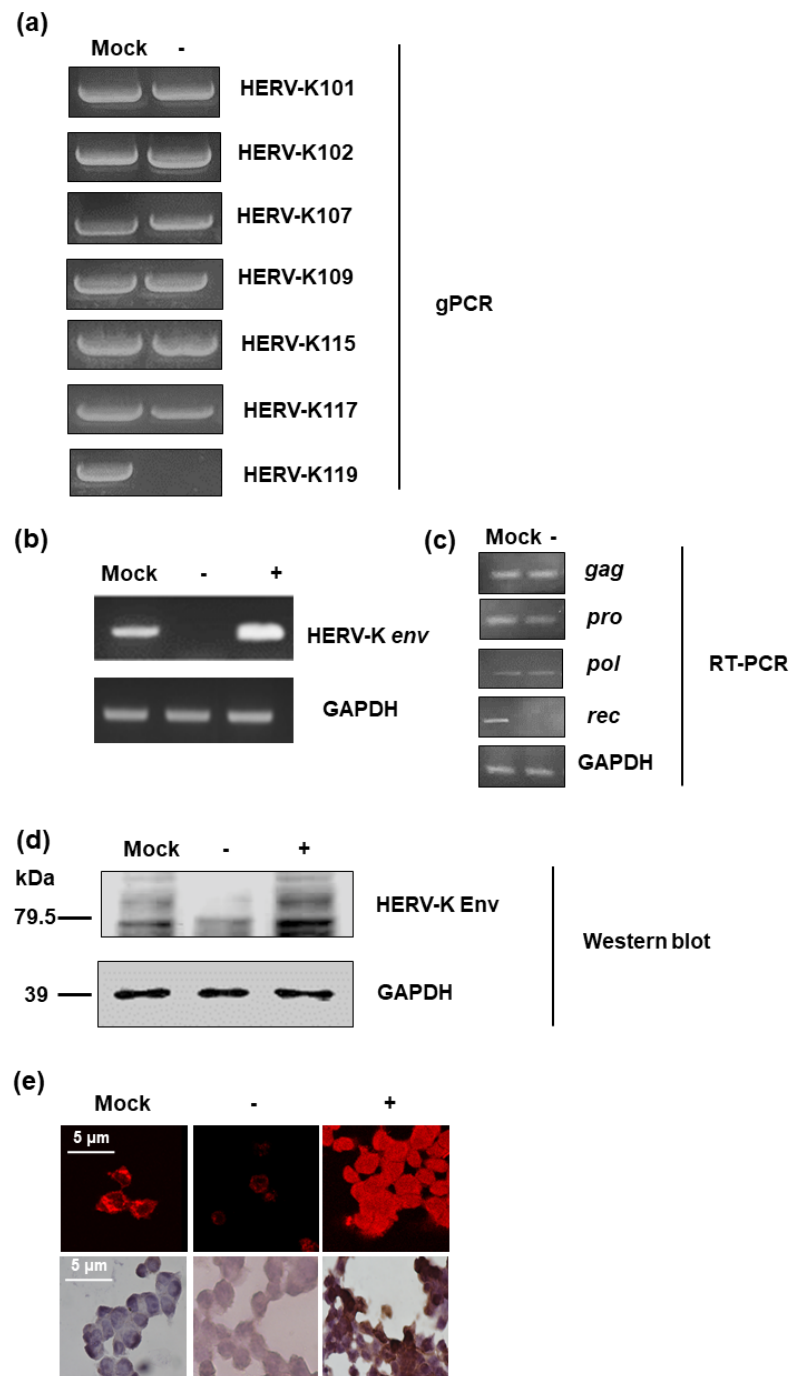 (a)
Mock -
HERV-K101
HERV-K102
HERV-K107
HERV-K109
HERV-K115
HERV-K117
HERV-K119
gPCR
(b)
Mock - +
HERV-K env
GAPDH
(c)
Mock -
gag
pro
pol
rec
GAPDH
RT-PCR
(d)
Mock - +
kDa
79.5
HERV-K Env
39
GAPDH
Western blot
(e)
Mock - +
5 µm
5 µm